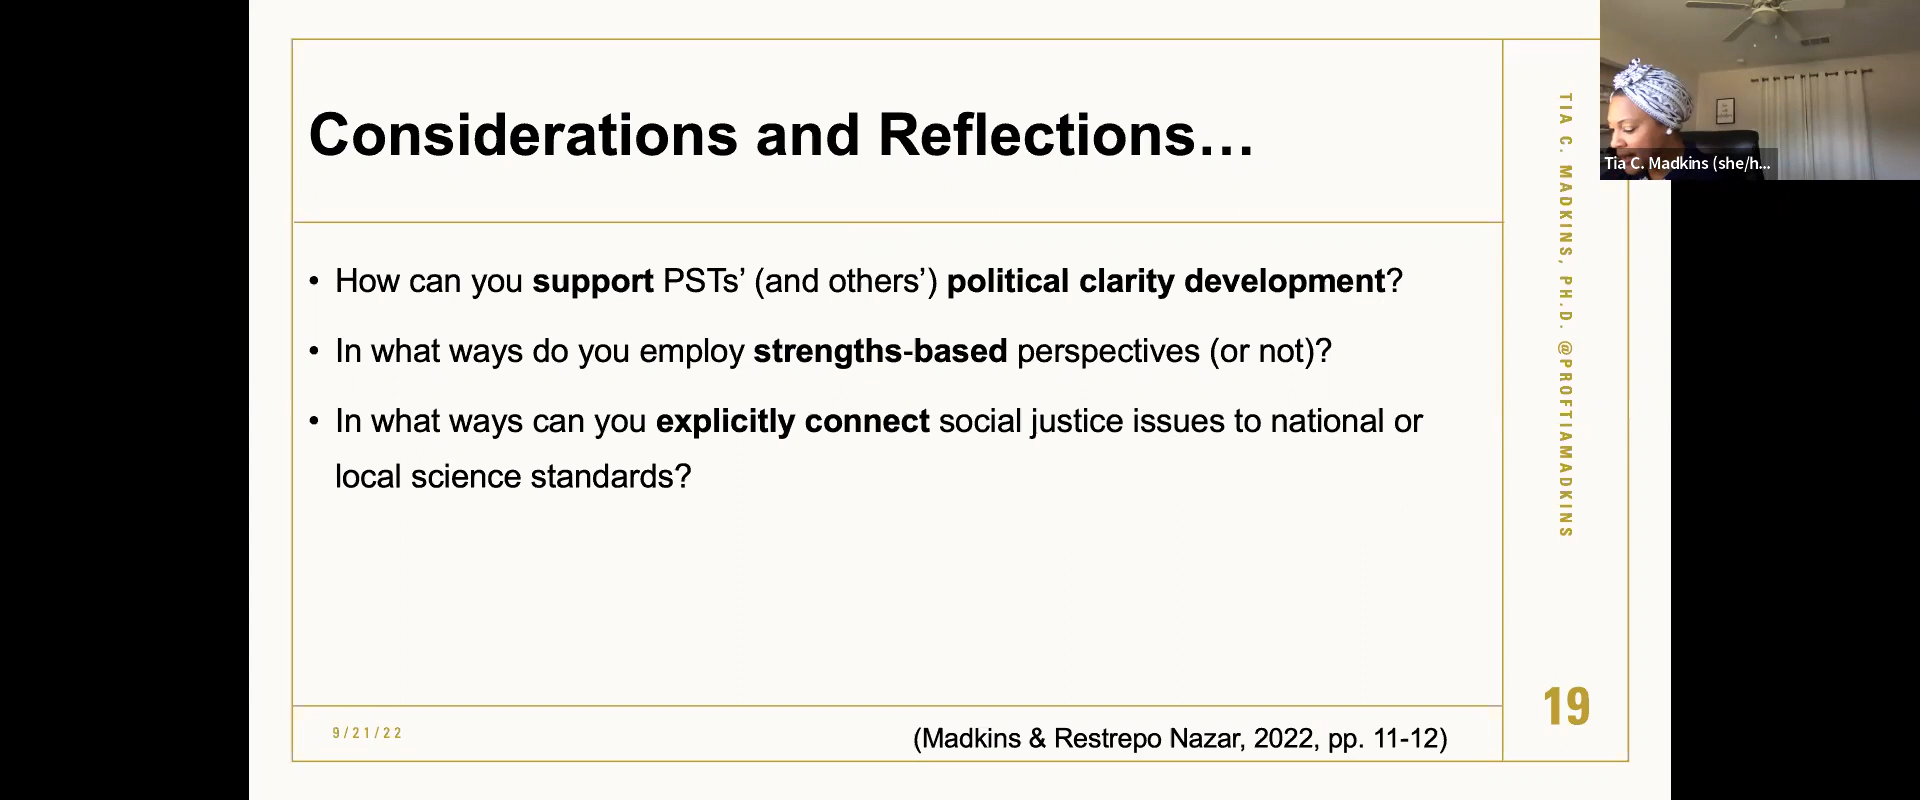 Considerations and Reflections…
• How can you support PSTs’ (and others’) political clarity development?
• In what ways do you employ strengths-based perspectives (or not)?
• In what ways can you explicitly connect social justice issues to national or
local science standards?
9/21/22
(Madkins & Restrepo Nazar, 2022, pp. 11-12)
TIA C. MADKINS, PH.D. @PROFTIAMADKINS
19
Tia C. Madkins (she/h...